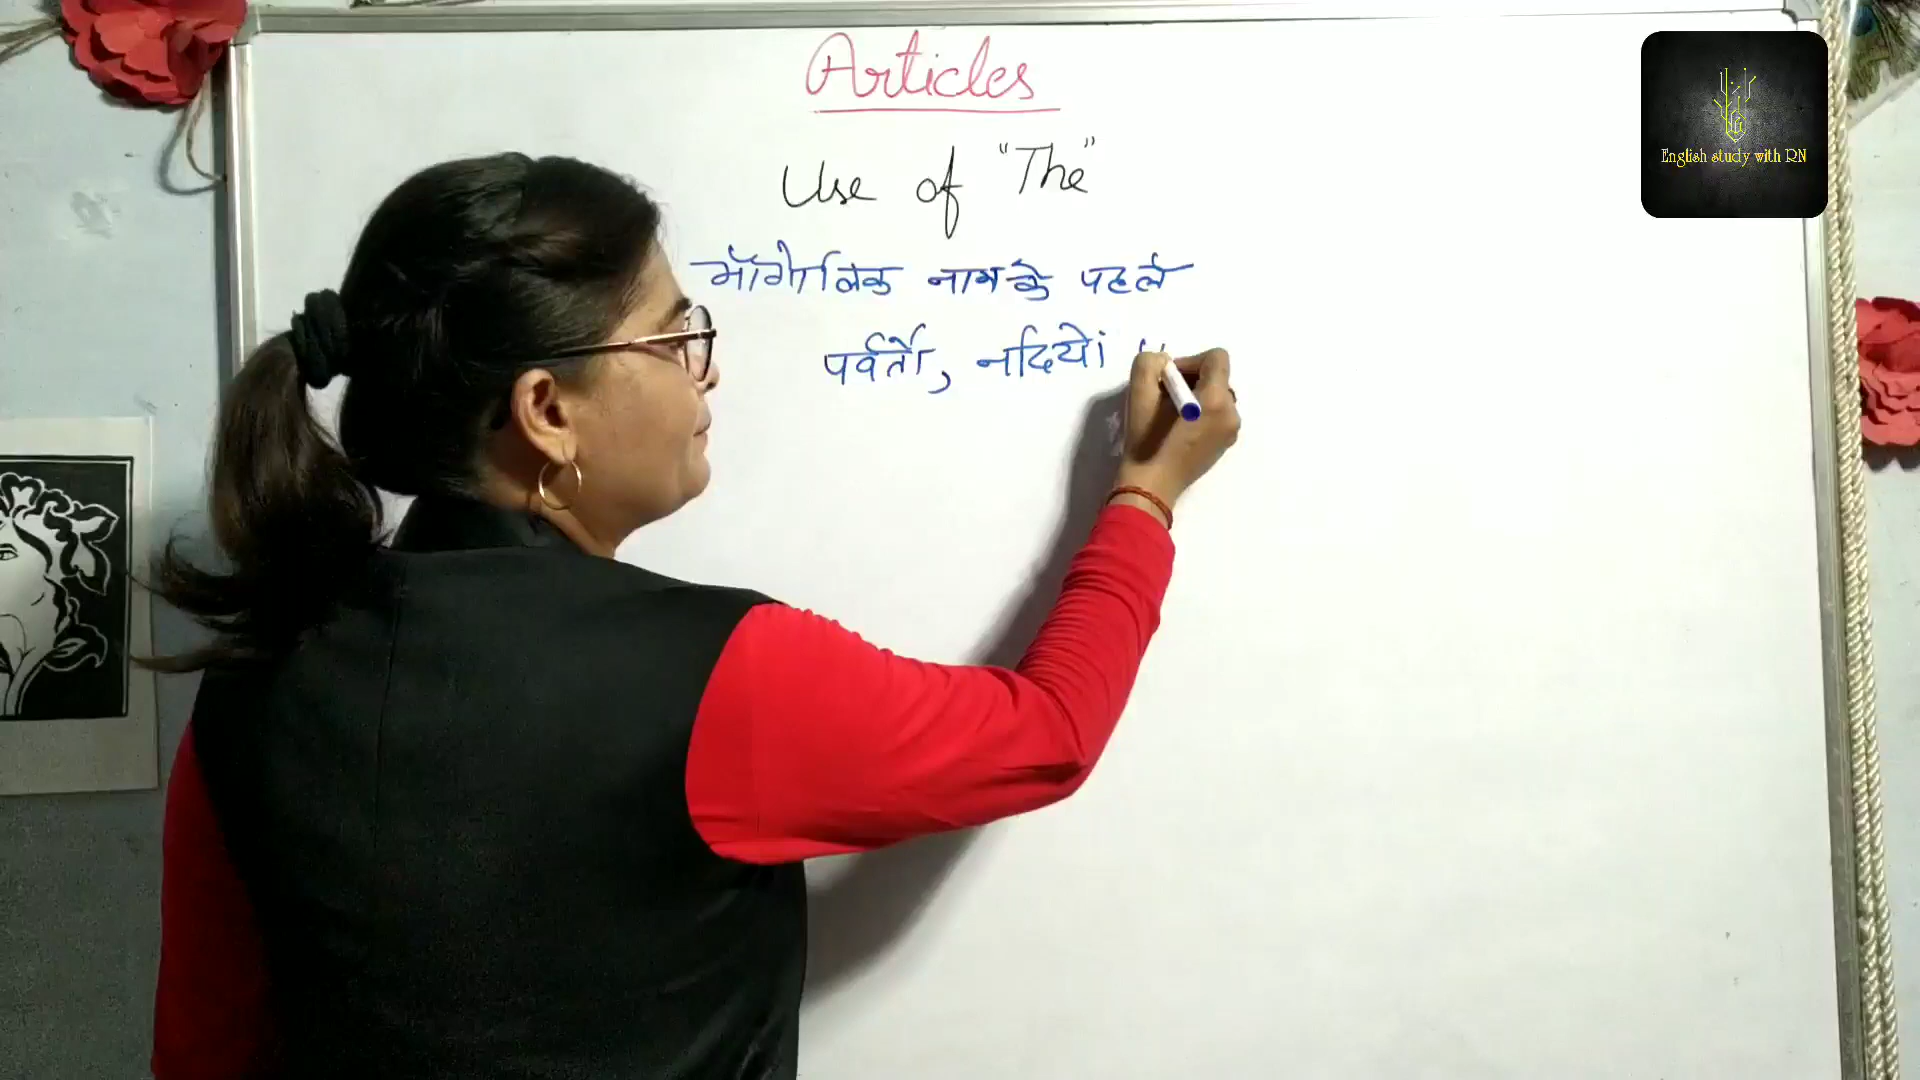 Articles
Use of "The"
भौगोलिक नाम के पहले
पर्वतो, नदियों
English study with RN